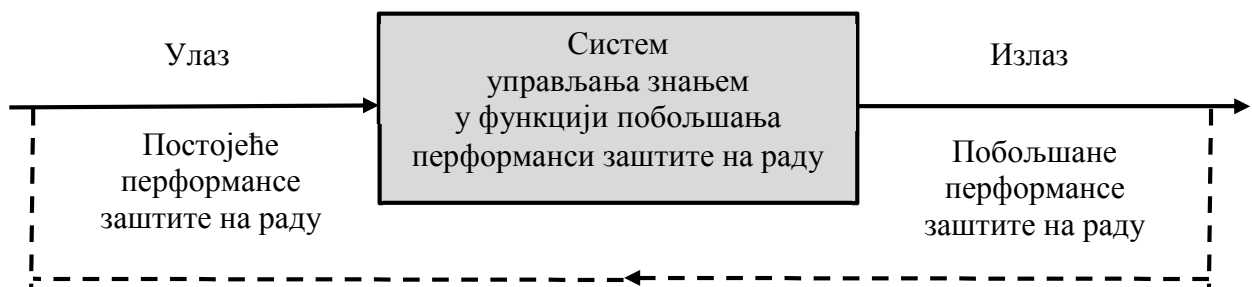 Улаз
Систем
управљања знањем
у функцији побољшања
перформанси заштите на раду
Излаз
Постојеће
перформансе
заштите на раду
Побољшане
перформансе
заштите на раду